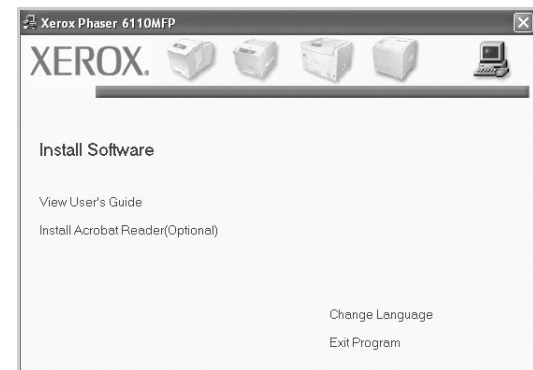 Xerox Phaser 6110MFP
XEROX.
Install Software
View User's Guide
Install Acrobat Reader(Optional)
Change Language
Exit Program